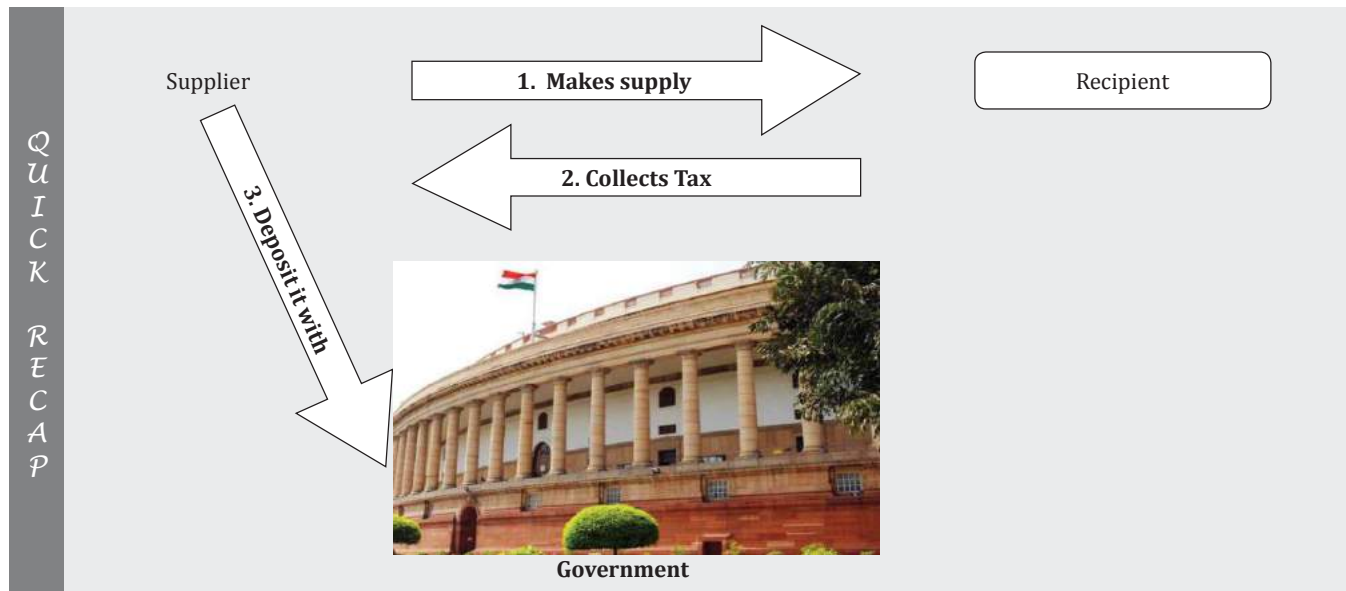 QUICK RECAP
Supplier
1. Makes supply
Recipient
2. Collects Tax
3. Deposit it with
Government